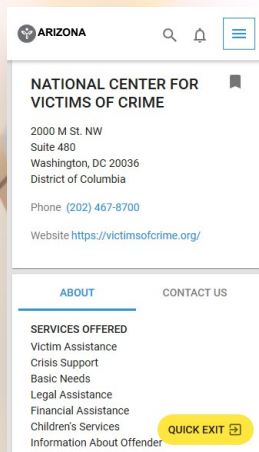 ARIZONA
NATIONAL CENTER FOR
VICTIMS OF CRIME
2000 M St. NW
Suite 480
Washington, DC 20036
District of Columbia
Phone (202) 467-8700
Website https://victimsofcrime.org/
ABOUT CONTACT US
SERVICES OFFERED
Victim Assistance
Crisis Support
Basic Needs
Legal Assistance
Financial Assistance
Children's Services
QUICK EXIT
Information About Offender